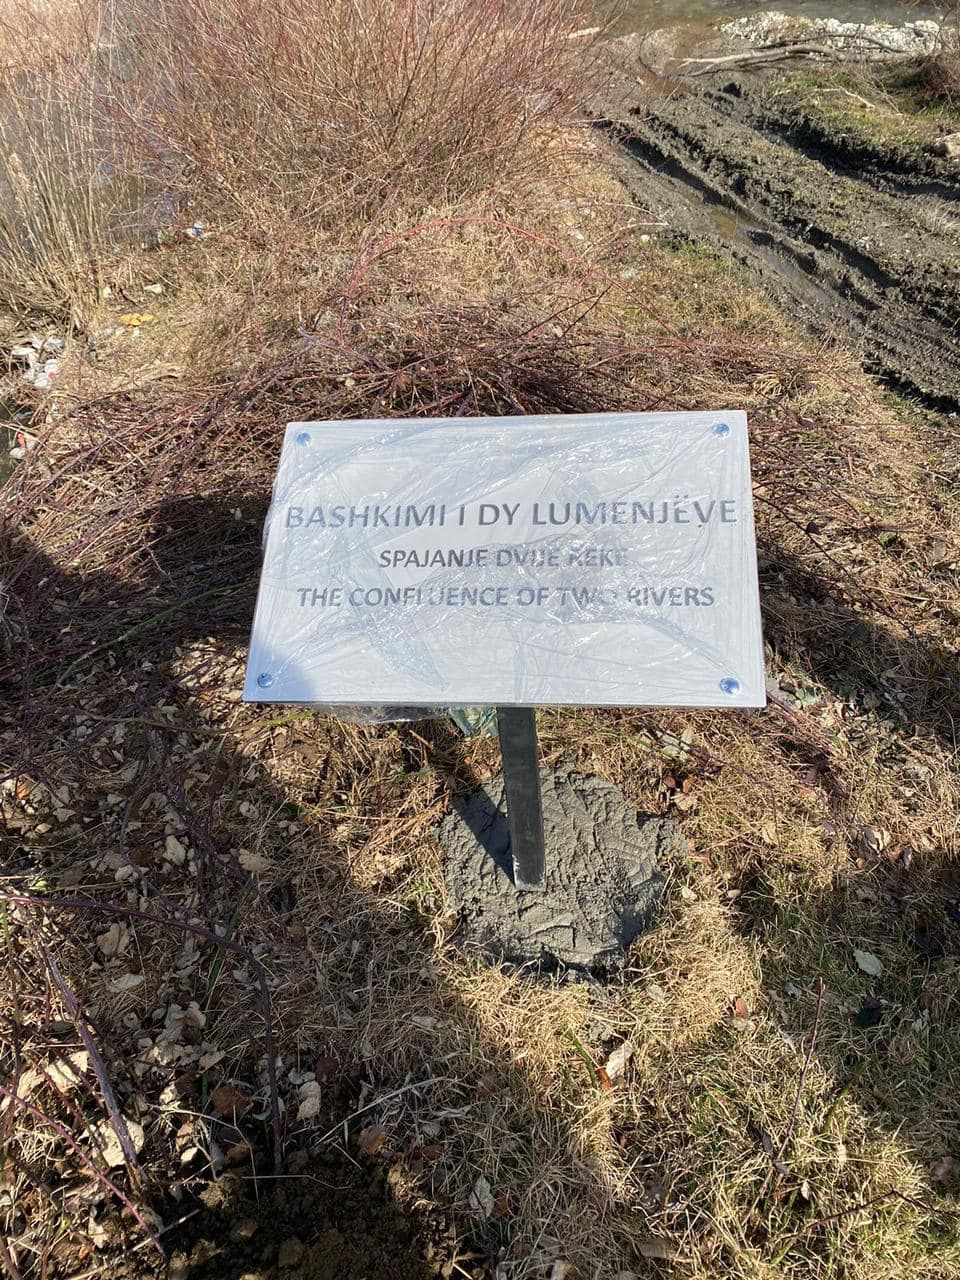 BASHKIMI I DY LUMENJËVE
SPAJANJE DVIJE REKE
THE CONFLUENCE OF TWO RIVERS